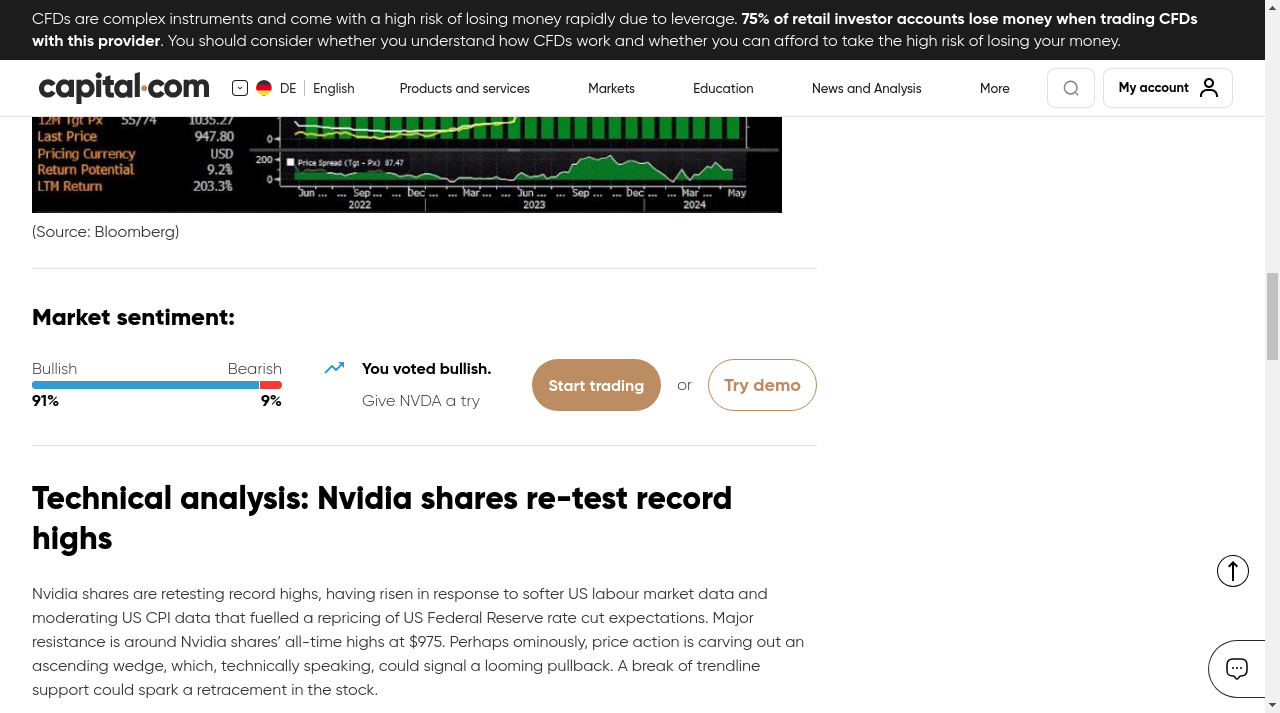 CFDs are complex instruments and come with a high risk of losing money rapidly due to leverage. 75% of retail investor accounts lose money when trading CFDs
with this provider. You should consider whether you understand how CFDs work and whether you can afford to take the high risk of losing your money.
capital.com DE English Products and services Markets Education News and Analysis More My account
12M Tgt Px 55/74 1035.27
Last Price 947.80
Pricing Currency USD
Return Potential 9.2%
LTM Return 203.3%
0
200 Price Spread (Tgt - Px) 87.47
0
Jun ... ... Sep ... ... Dec ... Mar ... Jun ... ... Sep ... ... Dec ... Mar ... May
2022 2023 2024
(Source: Bloomberg)
Market sentiment:
Bullish Bearish
91% 9%
You voted bullish.
Give NVDA a try
Start trading or Try demo
Technical analysis: Nvidia shares re-test record
highs
Nvidia shares are retesting record highs, having risen in response to softer US labour market data and
moderating US CPI data that fuelled a repricing of US Federal Reserve rate cut expectations. Major
resistance is around Nvidia shares’ all-time highs at $975. Perhaps ominously, price action is carving out an
ascending wedge, which, technically speaking, could signal a looming pullback. A break of trendline
support could spark a retracement in the stock.